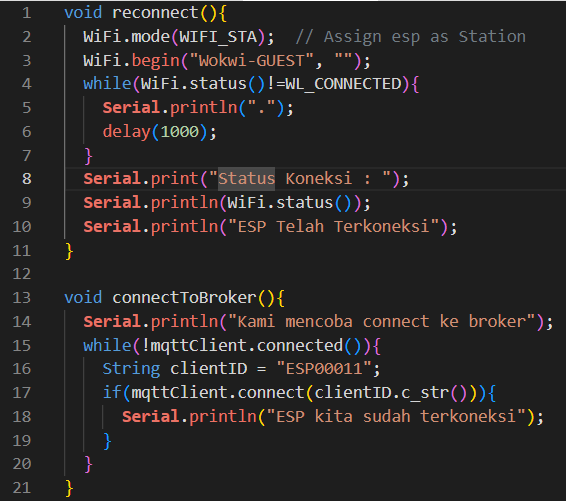 1 void reconnect(){
2 WiFi.mode(WIFI_STA);  // Assign esp as Station
3 WiFi.begin("Wokwi-GUEST", "");
4 while(WiFi.status()!=WL_CONNECTED){
5 Serial.println(".");
6 delay(1000);
7 }
8 Serial.print("Status Koneksi : ");
9 Serial.println(WiFi.status());
10 Serial.println("ESP Telah Terkoneksi");
11 }
12
13 void connectToBroker(){
14 Serial.println("Kami mencoba connect ke broker");
15 while(!mqttClient.connected()){
16 String clientID = "ESP00011";
17 if(mqttClient.connect(clientID.c_str())){
18 Serial.println("ESP kita sudah terkoneksi");
19 }
20 }
21 }